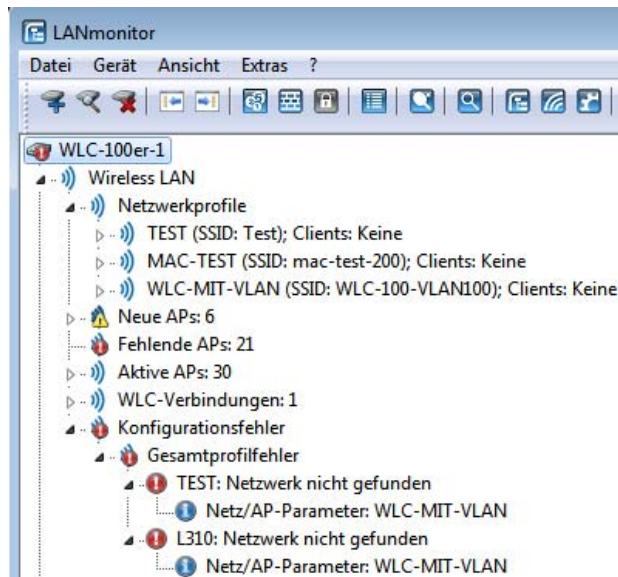 LANmonitor
Datei Gerät Ansicht Extras ?
WLC-100er-1
Wireless LAN
Netzwerkprofile
TEST (SSID: Test); Clients: Keine
MAC-TEST (SSID: mac-test-200); Clients: Keine
WLC-MIT-VLAN (SSID: WLC-100-VLAN100); Clients: Keine
Neue APs: 6
Fehlende APs: 21
Aktive APs: 30
WLC-Verbindungen: 1
Konfigurationsfehler
Gesamtprofilfehler
TEST: Netzwerk nicht gefunden
Netz/AP-Parameter: WLC-MIT-VLAN
L310: Netzwerk nicht gefunden
Netz/AP-Parameter: WLC-MIT-VLAN